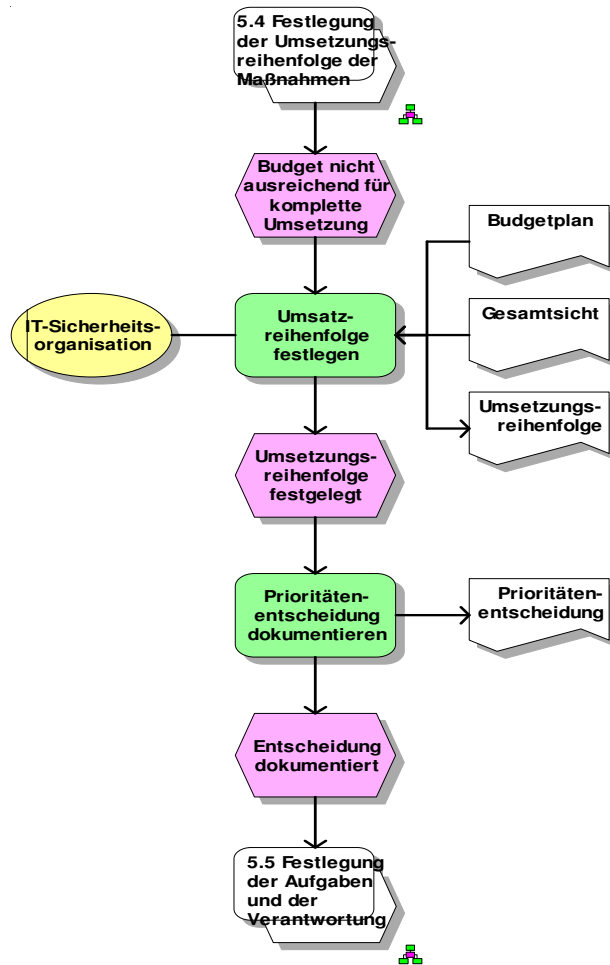 5.4 Festlegung
der Umsetzungs-
reihenfolge der
Maßnahmen
Budget nicht
ausreichend für
komplette
Umsetzung
Budgetplan
IT-Sicherheits-
organisation
Umsatz-
reihenfolge
festlegen
Gesamtsicht
Umsetzungs-
reihenfolge
Umsetzungs-
reihenfolge
festgelegt
Prioritäten-
entscheidung
dokumentieren
Prioritäten-
entscheidung
Entscheidung
dokumentiert
5.5 Festlegung
der Aufgaben
und der
Verantwortung